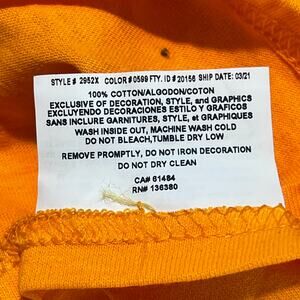 STYLE # 2952X COLOR # 0599 FTY. ID # 20156 SHIP DATE: 03/21
100% COTTON/ALGODON/COTON
EXCLUSIVE OF DECORATION, STYLE, and GRAPHICS
EXCLUYENDO DECORACIONES ESTILO Y GRAFICOS
SANS INCLURE GARNITURES, STYLE, et GRAPHIQUES
WASH INSIDE OUT, MACHINE WASH COLD
DO NOT BLEACH,TUMBLE DRY LOW
REMOVE PROMPTLY, DO NOT IRON DECORATION
DO NOT DRY CLEAN
CA# 61484
RN# 136380